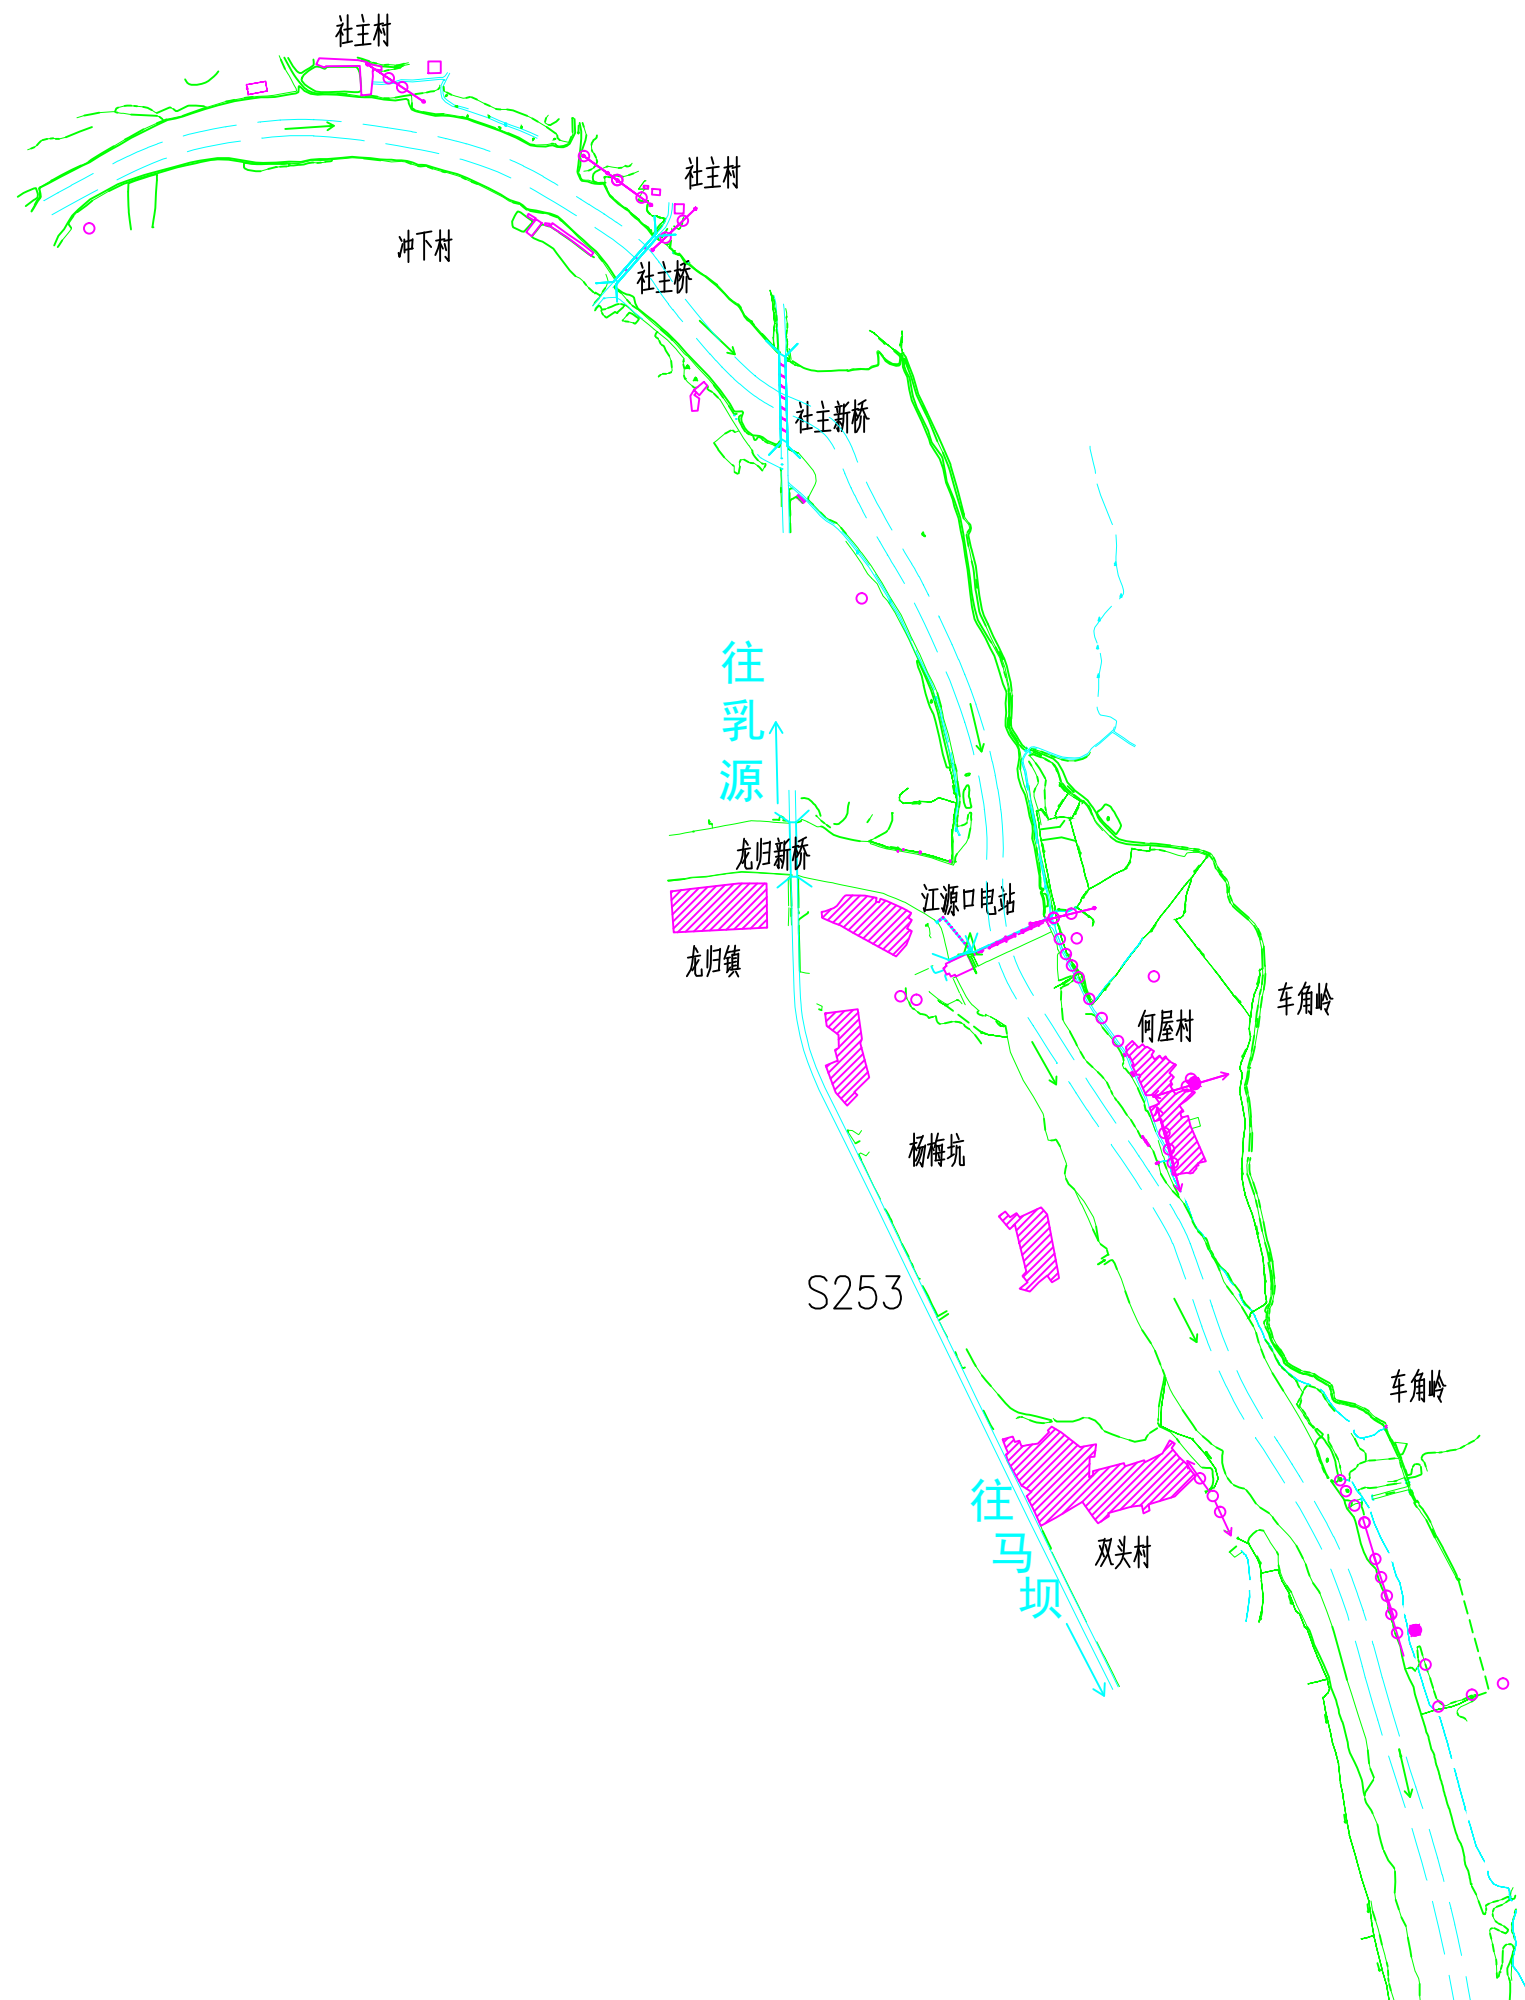 社主村
社主村
冲下村
社主桥
社主新桥
往乳源
龙归新桥
江源口电站
龙归镇
车角岭
何屋村
杨梅坑
S253
车角岭
往马坝
双头村